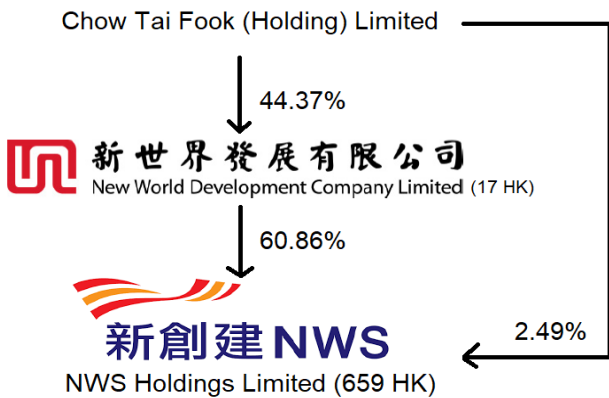 Chow Tai Fook (Holding) Limited
44.37%
新世界發展有限公司
New World Development Company Limited (17 HK)
60.86%
新創建NWS
2.49%
NWS Holdings Limited (659 HK)